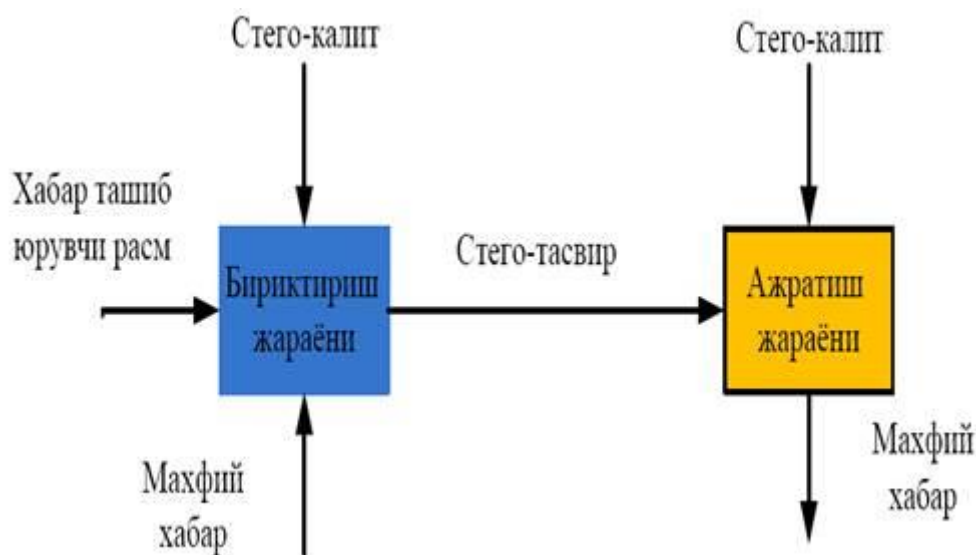 Стего-калит
Стего-калит
Хабар ташиб
юрувчи расм
Бириктириш
жараёни
Стего-тасвир
Ажратиш
жараёни
Махфий
хабар
Махфий
хабар